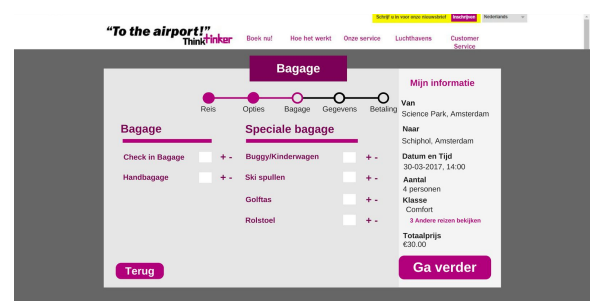 Schrijf u in voor onze nieuwsbrief Inschrijven Nederlands
"To the airport!"
Thinktinker
Boek nu! Hoe het werkt Onze service Luchthavens Customer Service
Bagage
Reis Opties Bagage Gegevens Betaling
Bagage
Check in Bagage + -
Handbagage + -
Speciale bagage
Buggy/Kinderwagen + -
Ski spullen + -
Golftas + -
Rolstoel + -
Terug
Mijn informatie
Van
Science Park, Amsterdam
Naar
Schiphol, Amsterdam
Datum en Tijd
30-03-2017, 14:00
Aantal
4 personen
Klasse
Comfort
3 Andere reizen bekijken
Totaalprijs
€30.00
Ga verder